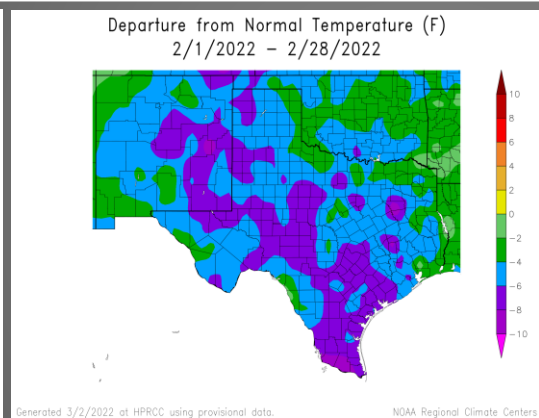 Departure from Normal Temperature (F)
2/1/2022 – 2/28/2022
10
8
6
4
2
0
−2
−4
−6
−8
−10
Generated 3/2/2022 at HPRCC using provisional data.
NOAA Regional Climate Centers